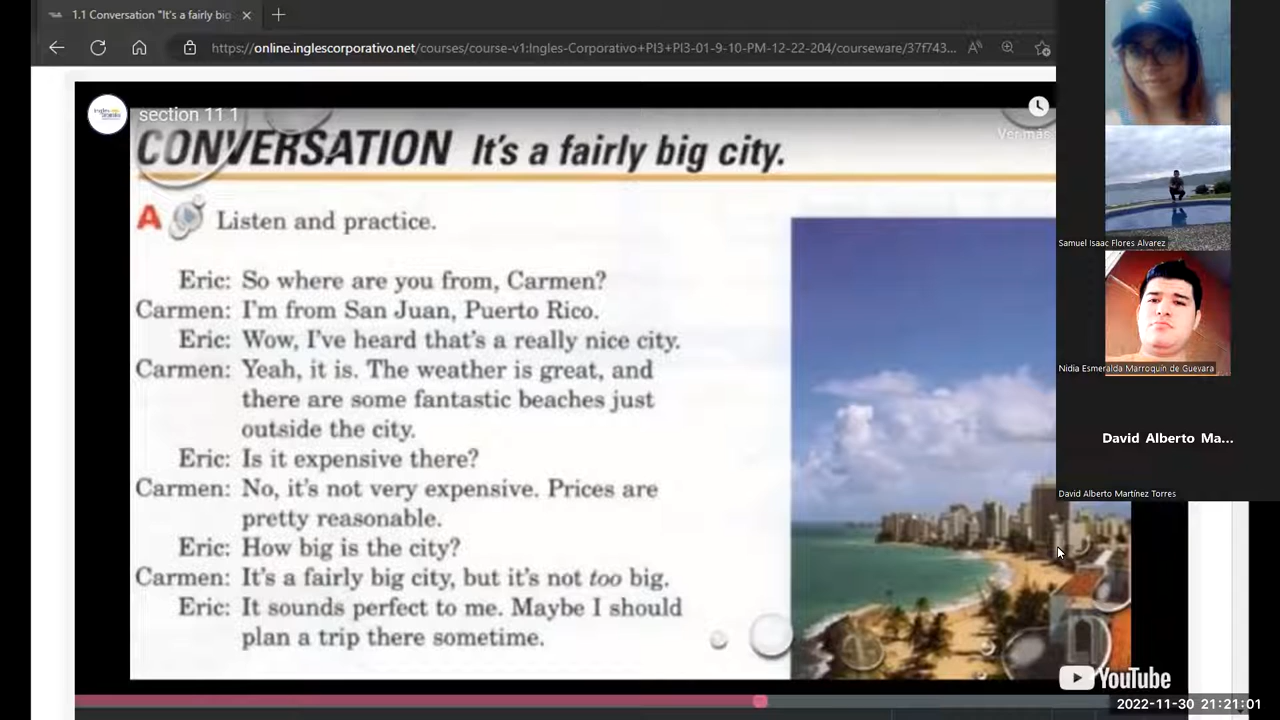 1.1 Conversation "It's a fairly big
https://online.inglescorporativo.net/courses/course-v1:Ingles-Corporativo+PI3+PI3-01-9-10-PM-12-22-204/courseware/37f743...
section 11 1
Ver más
CONVERSATION It's a fairly big city.
A Listen and practice.
Eric: So where are you from, Carmen?
Carmen: I'm from San Juan, Puerto Rico.
Eric: Wow, I've heard that's a really nice city.
Carmen: Yeah, it is. The weather is great, and
there are some fantastic beaches just
outside the city.
Eric: Is it expensive there?
Carmen: No, it's not very expensive. Prices are
pretty reasonable.
Eric: How big is the city?
Carmen: It's a fairly big city, but it's not too big.
Eric: It sounds perfect to me. Maybe I should
plan a trip there sometime.
Samuel Isaac Flores Alvarez
Nidia Esmeralda Marroquín de Guevara
David Alberto Ma...
David Alberto Martínez Torres
YouTube
2022-11-30 21:21:01